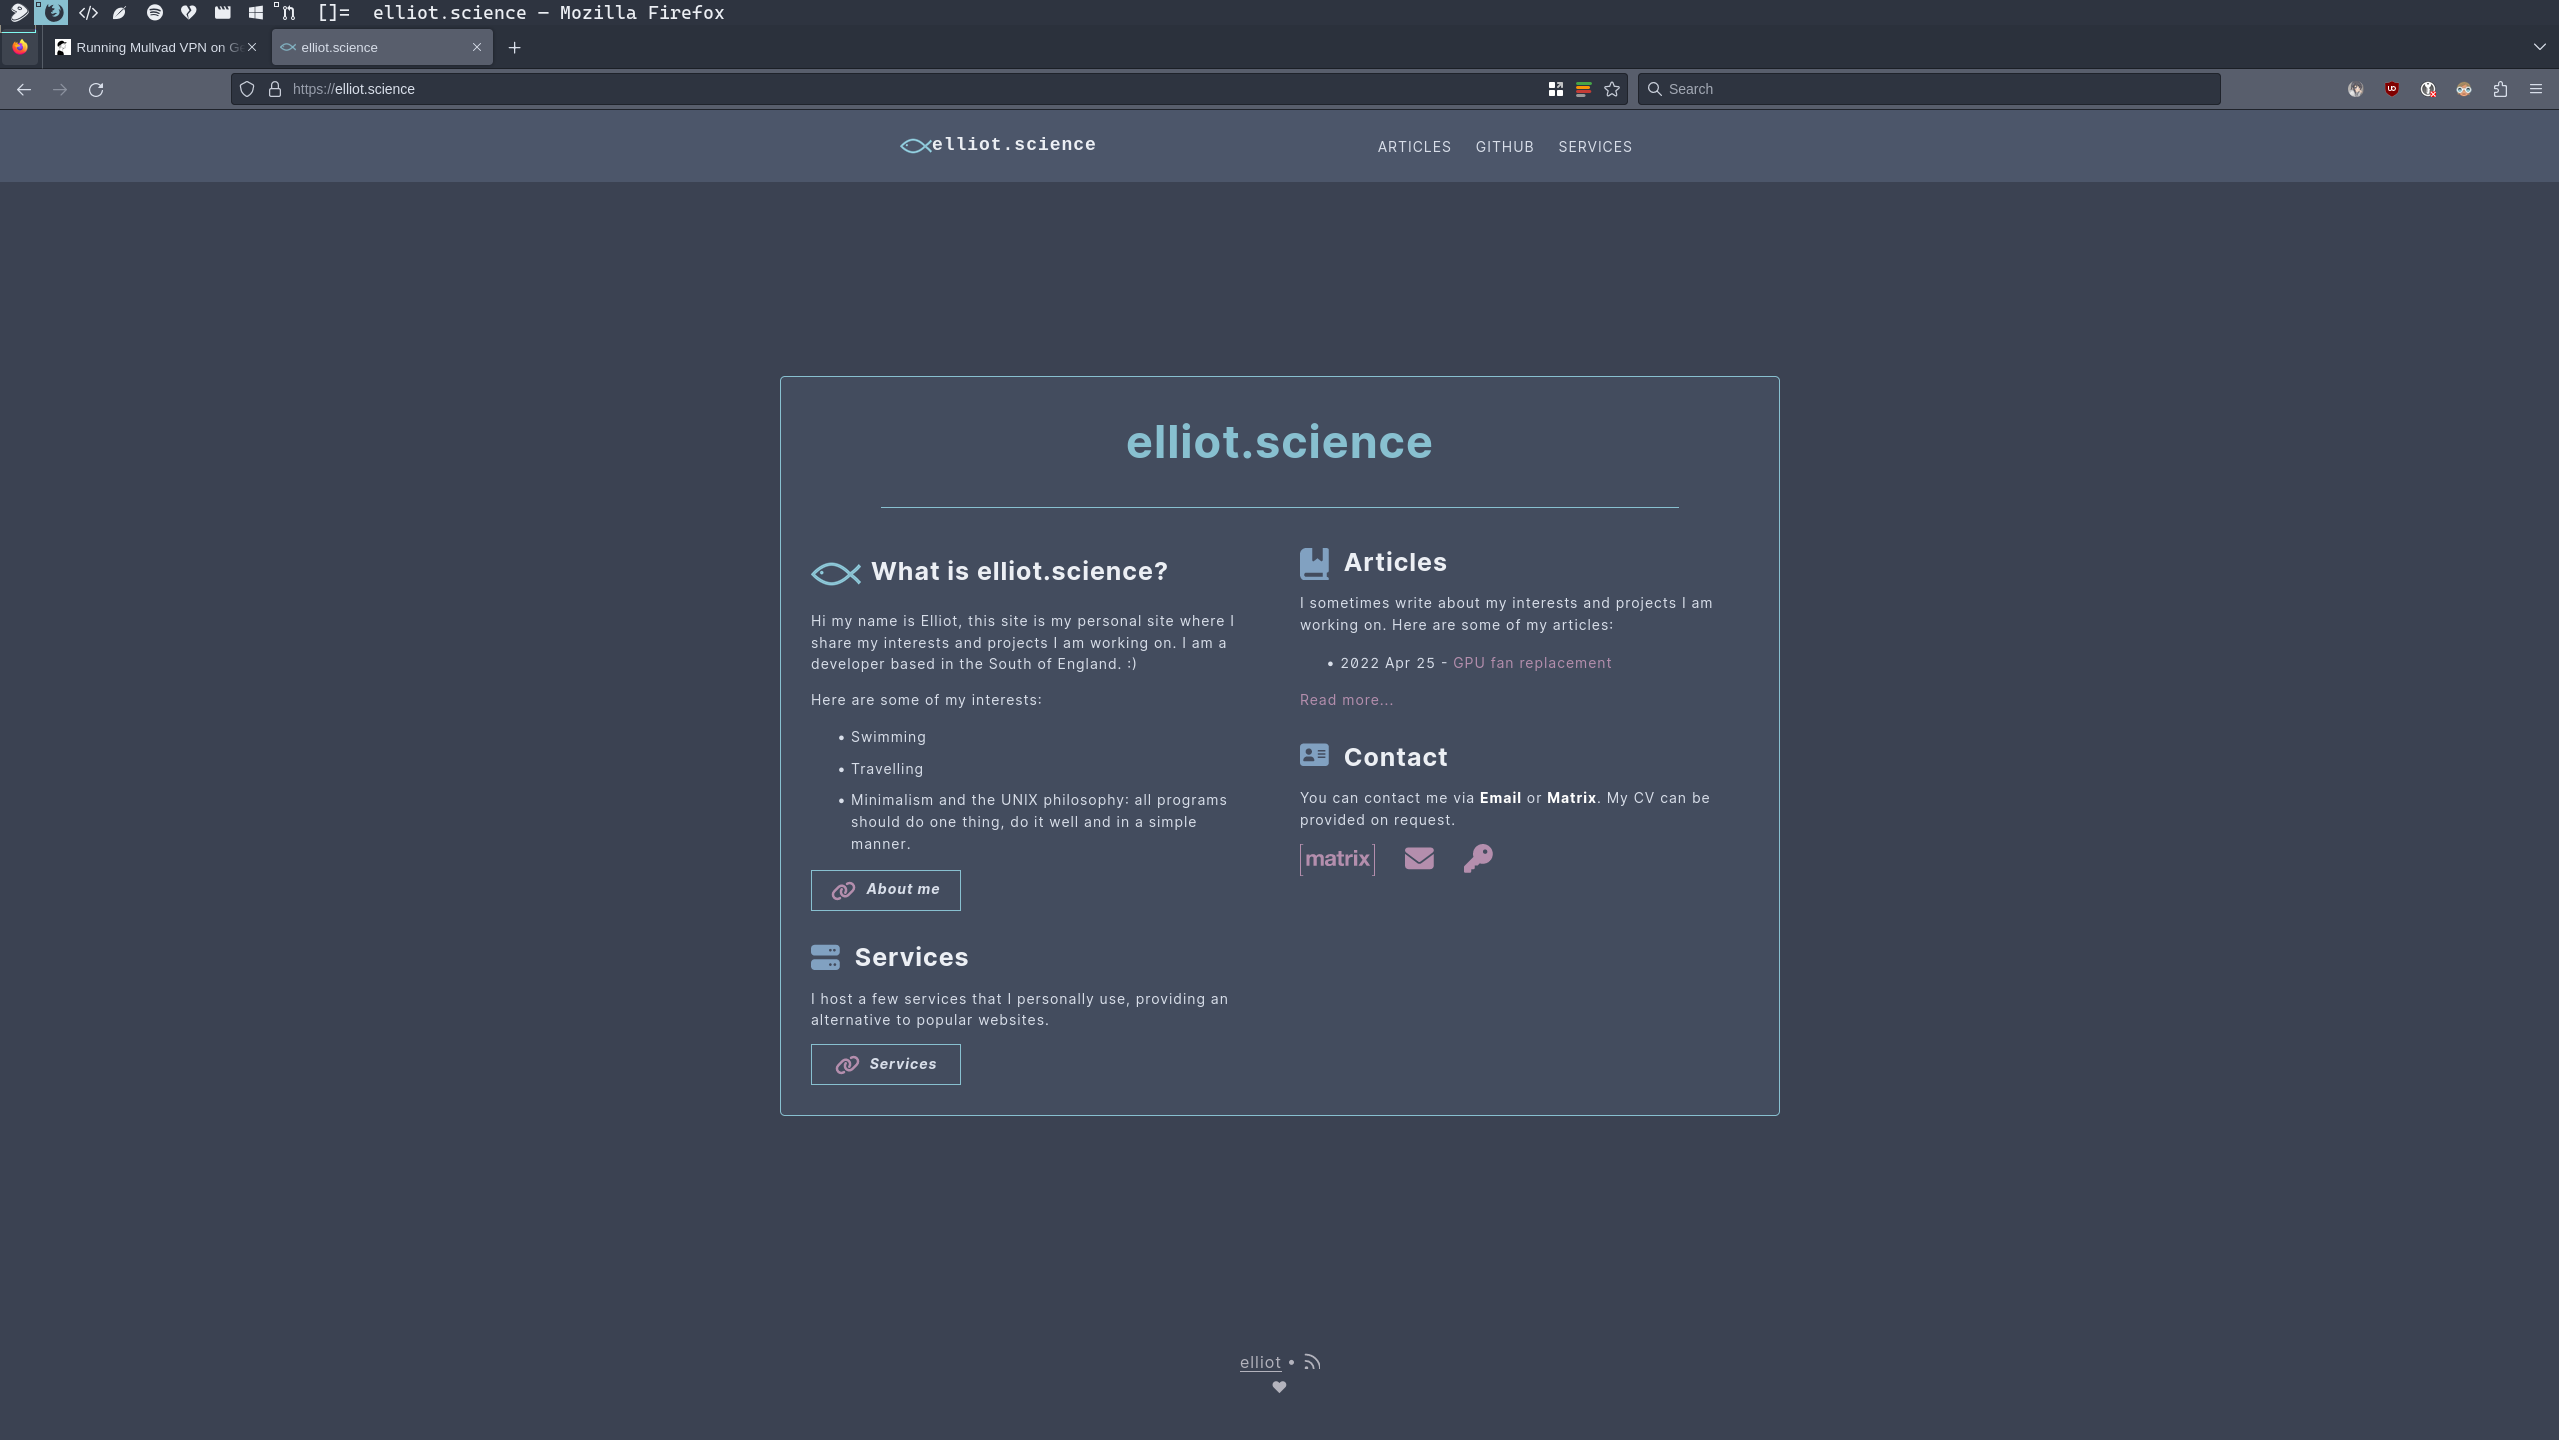 []= elliot.science — Mozilla Firefox
Running Mullvad VPN on Ge
elliot.science
https://elliot.science
Search
elliot.science
ARTICLES GITHUB SERVICES
elliot.science
What is elliot.science?
Hi my name is Elliot, this site is my personal site where I
share my interests and projects I am working on. I am a
developer based in the South of England. :)
Here are some of my interests:
• Swimming
• Travelling
• Minimalism and the UNIX philosophy: all programs
should do one thing, do it well and in a simple
manner.
About me
Services
I host a few services that I personally use, providing an
alternative to popular websites.
Services
Articles
I sometimes write about my interests and projects I am
working on. Here are some of my articles:
• 2022 Apr 25 - GPU fan replacement
Read more...
Contact
You can contact me via Email or Matrix. My CV can be
provided on request.
[matrix]
elliot •